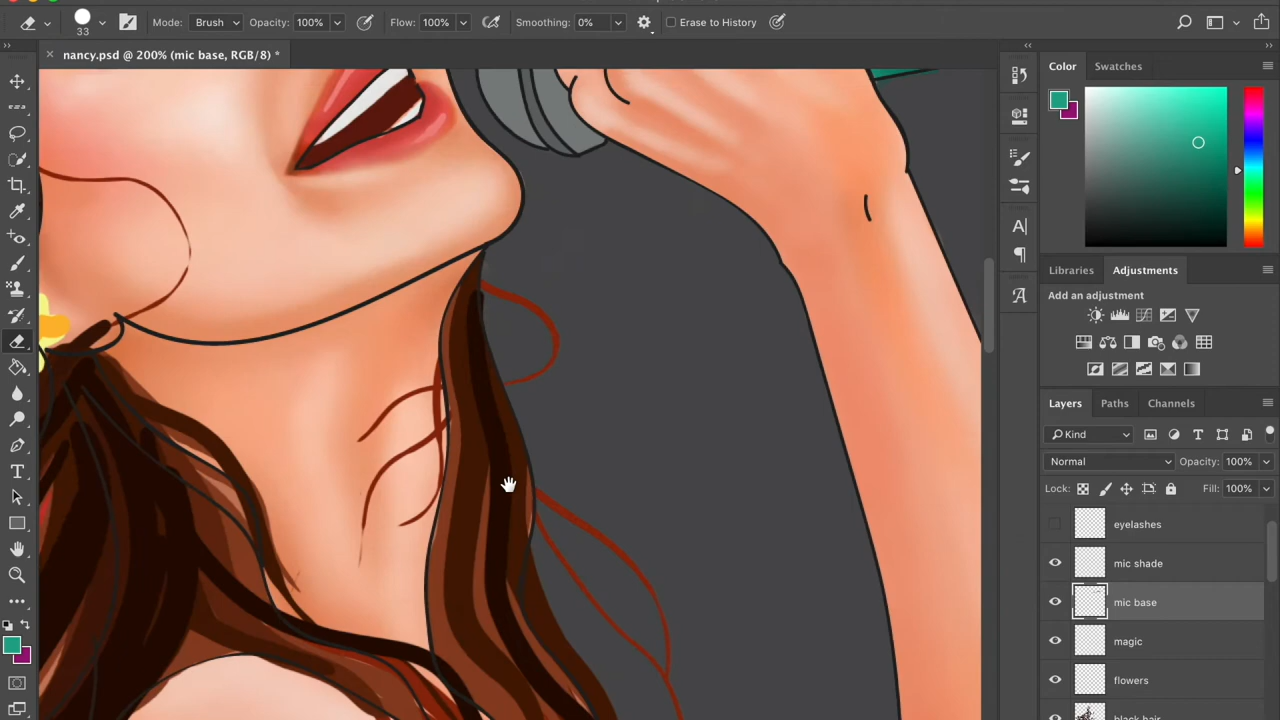 33
Mode: Brush
Opacity: 100%
Flow: 100%
Smoothing: 0%
Erase to History
nancy.psd @ 200% (mic base, RGB/8) *
Color
Swatches
Libraries
Adjustments
Add an adjustment
Layers
Paths
Channels
Kind
Normal
Opacity: 100%
Lock:
Fill: 100%
eyelashes
mic shade
mic base
magic
flowers
black hair